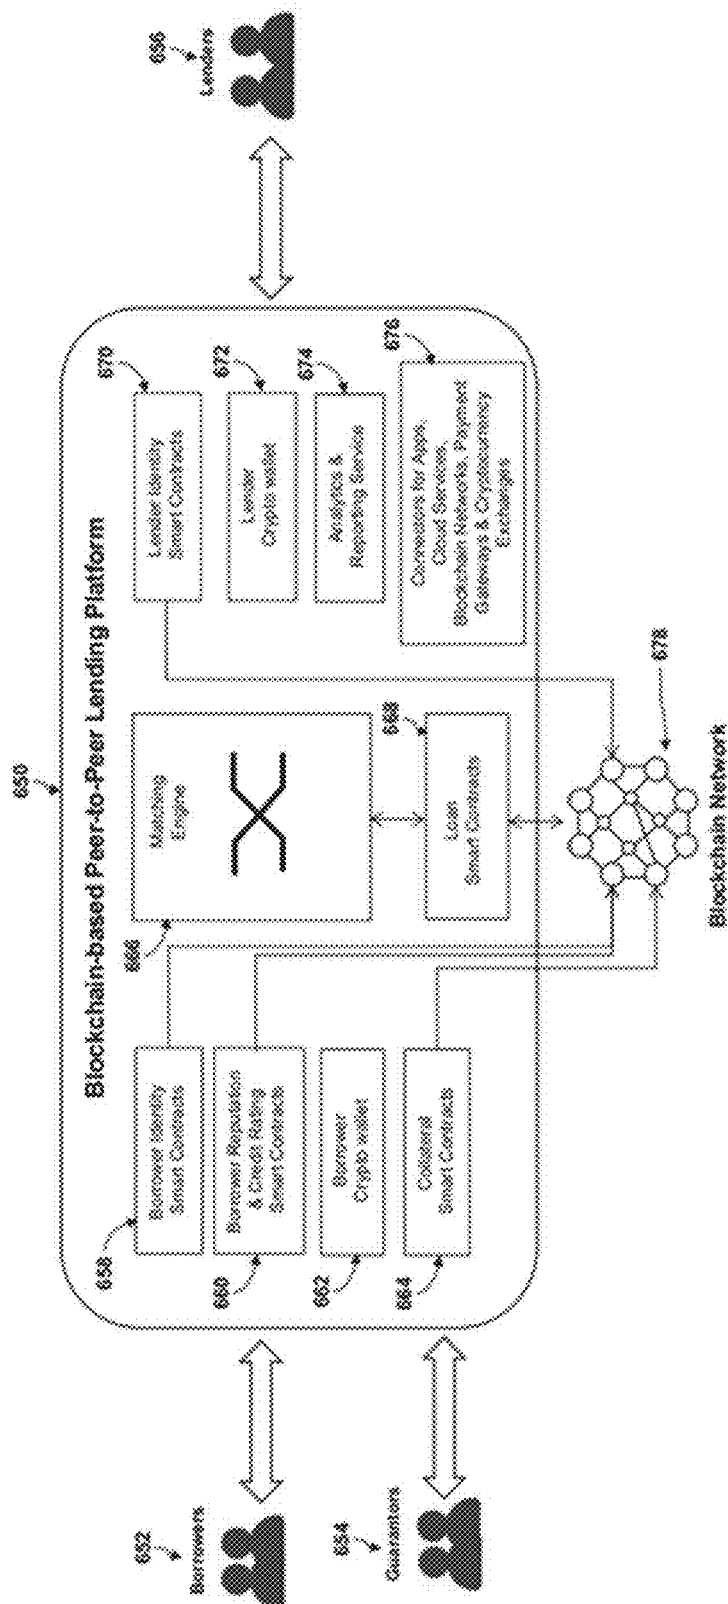 650
Blockchain-based Peer-to-Peer Lending Platform
652
Borrowers
654
Guarantors
658
Borrower Identity
Smart Contracts
660
Borrower Reputation
& Credit Rating
Smart Contracts
662
Borrower
Crypto wallet
664
Collateral
Smart Contracts
666
Matching
Engine
668
Loan
Smart Contracts
670
Lender Identity
Smart Contracts
672
Lender
Crypto wallet
674
Analytics &
Reporting Service
676
Connectors for Apps,
Cloud Services,
Blockchain Networks, Payment
Gateways & Cryptocurrency
Exchanges
656
Lenders
678
Blockchain Network